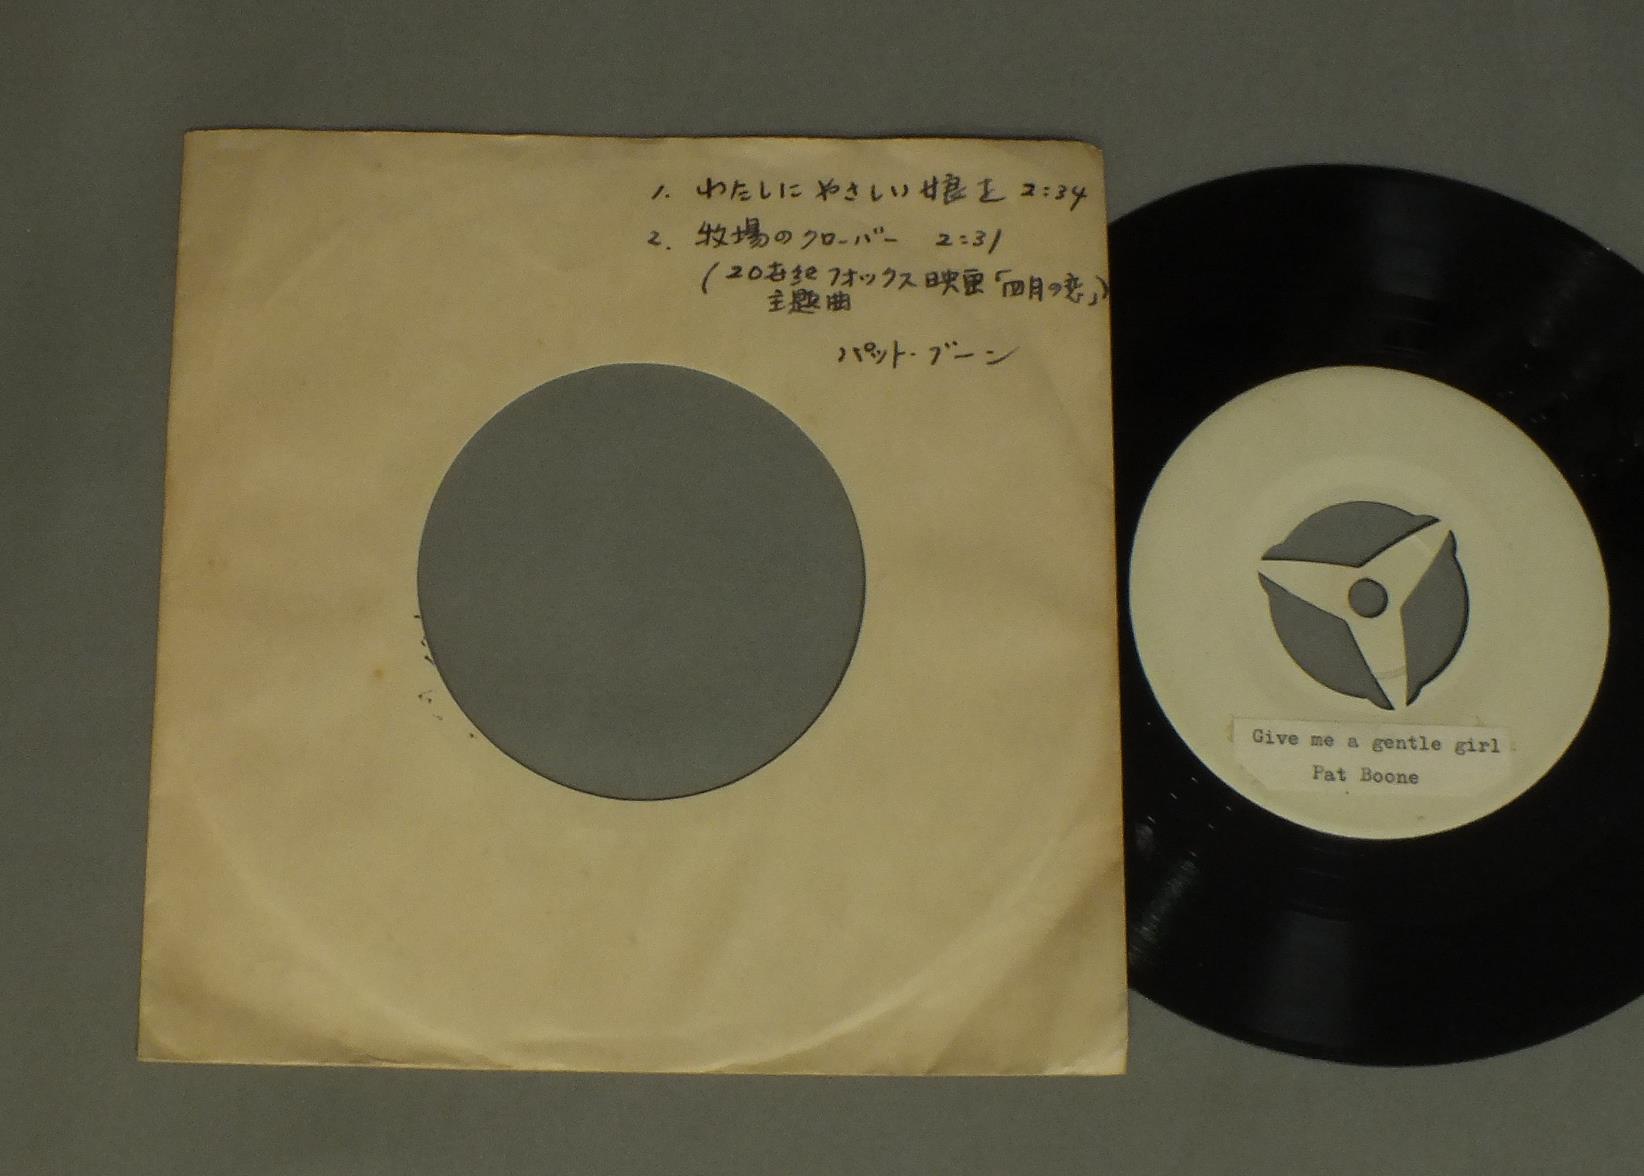 1. わたしにやさしい娘を 2:34
2. 牧場のクローバー 2:31
(20世紀フォックス映画「四月の恋」)
主題曲
パット・ブーン
Give me a gentle girl
Pat Boone